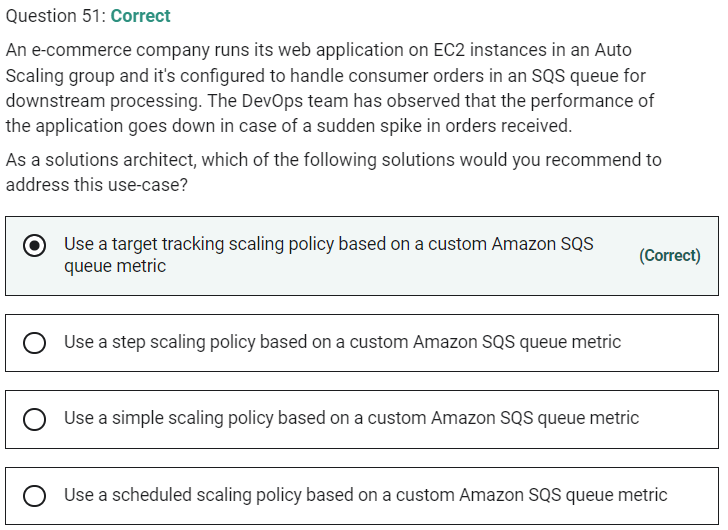 Question 51: Correct
An e-commerce company runs its web application on EC2 instances in an Auto
Scaling group and it's configured to handle consumer orders in an SQS queue for
downstream processing. The DevOps team has observed that the performance of
the application goes down in case of a sudden spike in orders received.
As a solutions architect, which of the following solutions would you recommend to
address this use-case?
Use a target tracking scaling policy based on a custom Amazon SQS
queue metric
(Correct)
Use a step scaling policy based on a custom Amazon SQS queue metric
Use a simple scaling policy based on a custom Amazon SQS queue metric
Use a scheduled scaling policy based on a custom Amazon SQS queue metric